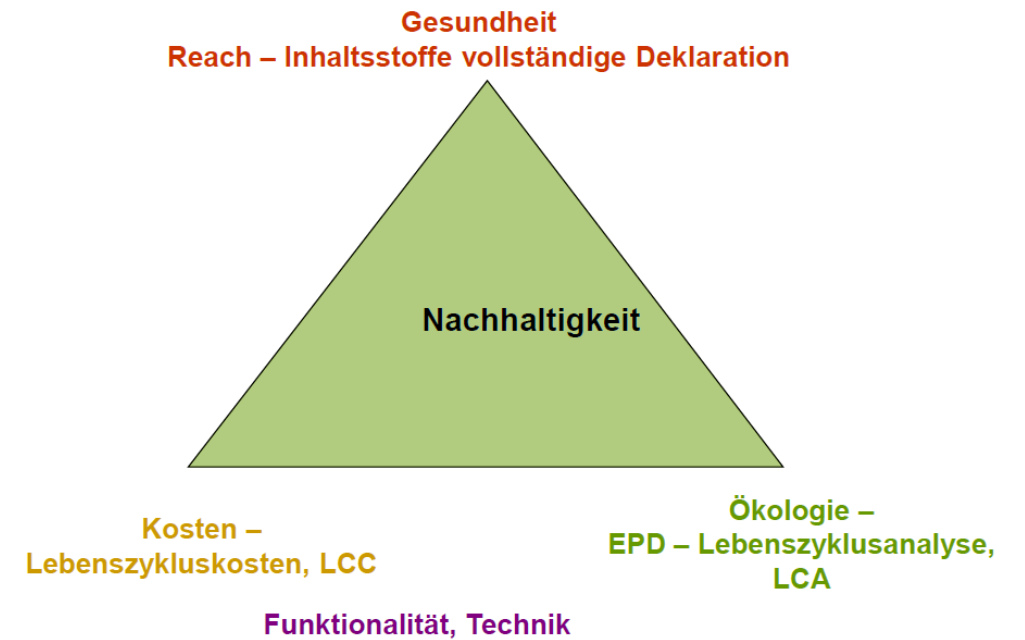 Gesundheit
Reach – Inhaltsstoffe vollständige Deklaration
Nachhaltigkeit
Kosten –
Lebenszykluskosten, LCC
Ökologie –
EPD – Lebenszyklusanalyse,
LCA
Funktionalität, Technik